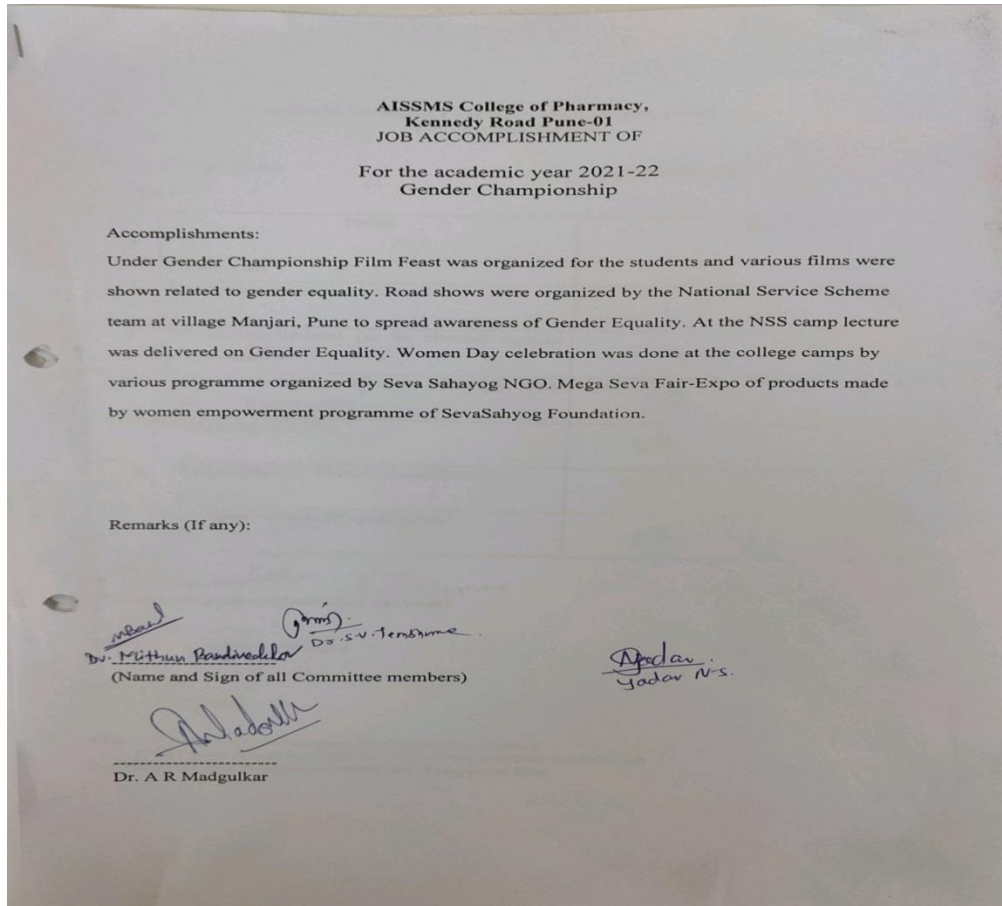 AISSMS College of Pharmacy,
Kennedy Road Pune-01
JOB ACCOMPLISHMENT OF
For the academic year 2021-22
Gender Championship
Accomplishments:
Under Gender Championship Film Feast was organized for the students and various films were
shown related to gender equality. Road shows were organized by the National Service Scheme
team at village Manjari, Pune to spread awareness of Gender Equality. At the NSS camp lecture
was delivered on Gender Equality. Women Day celebration was done at the college camps by
various programme organized by Seva Sahayog NGO. Mega Seva Fair-Expo of products made
by women empowerment programme of SevaSahyog Foundation.
Remarks (If any):
Dr. S.V.
Dr. Mithun
(Name and Sign of all Committee members)
Yadav N-S.
Dr. A R Madgulkar